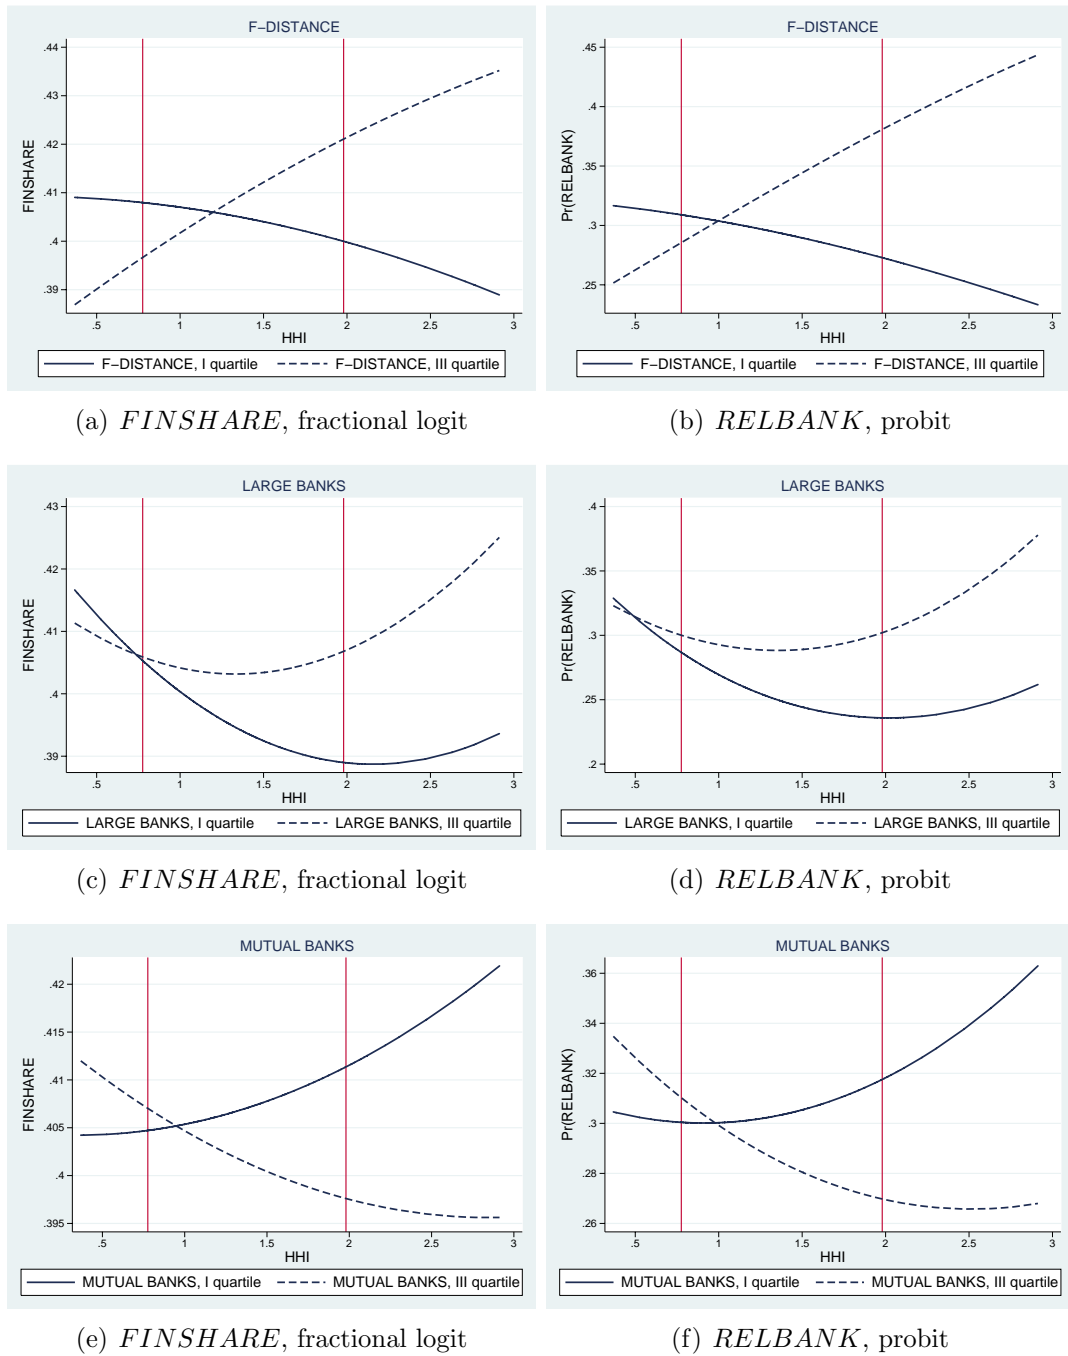 F–DISTANCE
.44
.43
.42
.41
.4
.39
FINSHARE
.5 1 1.5 2 2.5 3
HHI
F–DISTANCE, I quartile F–DISTANCE, III quartile
(a) FINSHARE, fractional logit
F–DISTANCE
.45
.4
.35
.3
.25
Pr(RELBANK)
.5 1 1.5 2 2.5 3
HHI
F–DISTANCE, I quartile F–DISTANCE, III quartile
(b) RELBANK, probit
LARGE BANKS
.43
.42
.41
.4
.39
FINSHARE
.5 1 1.5 2 2.5 3
HHI
LARGE BANKS, I quartile LARGE BANKS, III quartile
(c) FINSHARE, fractional logit
LARGE BANKS
.4
.35
.3
.25
.2
Pr(RELBANK)
.5 1 1.5 2 2.5 3
HHI
LARGE BANKS, I quartile LARGE BANKS, III quartile
(d) RELBANK, probit
MUTUAL BANKS
.42
.415
.41
.405
.4
.395
FINSHARE
.5 1 1.5 2 2.5 3
HHI
MUTUAL BANKS, I quartile MUTUAL BANKS, III quartile
(e) FINSHARE, fractional logit
MUTUAL BANKS
.36
.34
.32
.3
.28
.26
Pr(RELBANK)
.5 1 1.5 2 2.5 3
HHI
MUTUAL BANKS, I quartile MUTUAL BANKS, III quartile
(f) RELBANK, probit